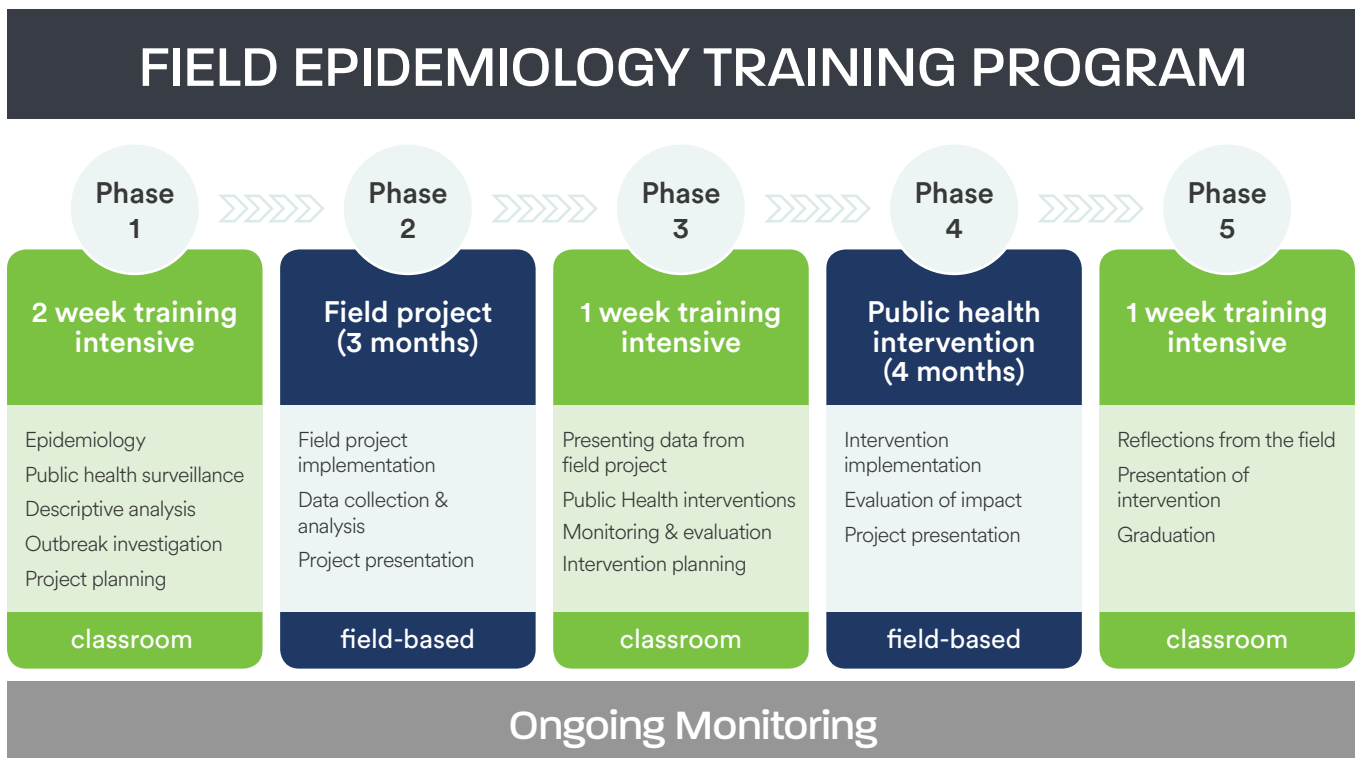 FIELD EPIDEMIOLOGY TRAINING PROGRAM
Phase
1
2 week training
intensive
Epidemiology
Public health surveillance
Descriptive analysis
Outbreak investigation
Project planning
classroom
Phase
2
Field project
(3 months)
Field project
implementation
Data collection &
analysis
Project presentation
field-based
Phase
3
1 week training
intensive
Presenting data from
field project
Public Health interventions
Monitoring & evaluation
Intervention planning
classroom
Phase
4
Public health
intervention
(4 months)
Intervention
implementation
Evaluation of impact
Project presentation
field-based
Phase
5
1 week training
intensive
Reflections from the field
Presentation of
intervention
Graduation
classroom
Ongoing Monitoring